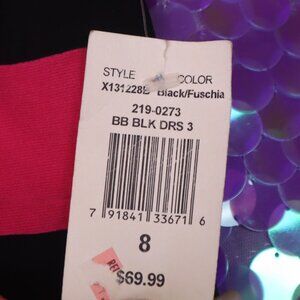 STYLE COLOR
X131228B Black/Fuschia
219-0273
BB BLK DRS 3
7 91841 33671 6
8
$69.99